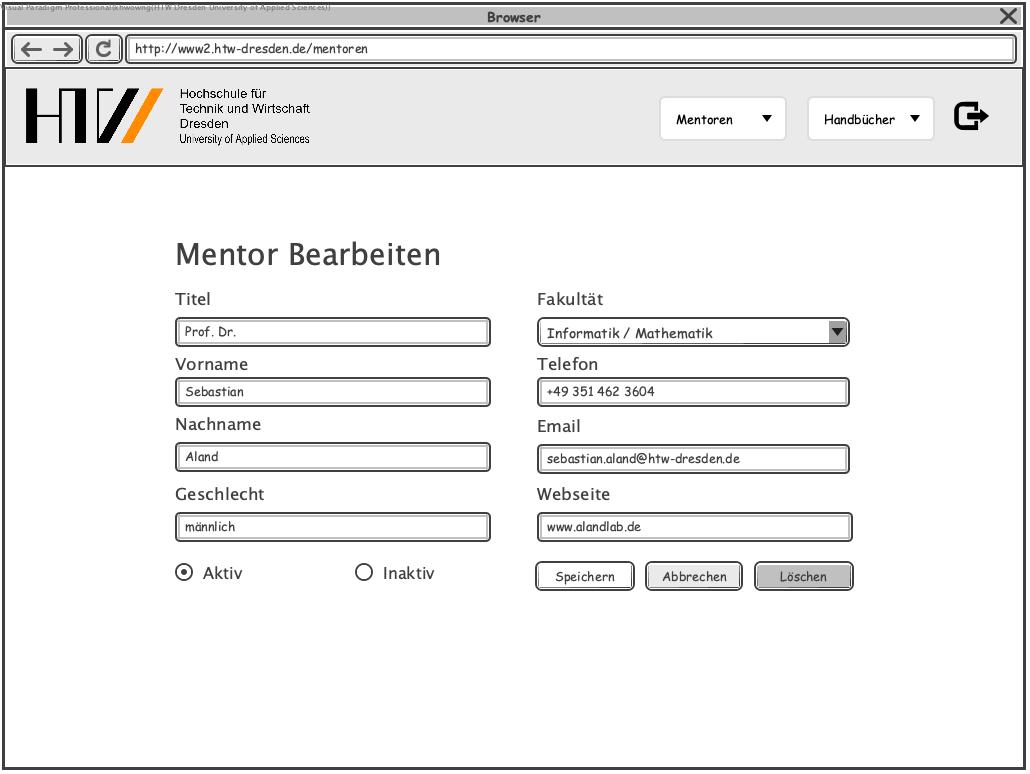 Visual Paradigm Professional(khwowng(HTW Dresden University of Applied Sciences))
Browser
http://www2.htw-dresden.de/mentoren
HTW
Hochschule für
Technik und Wirtschaft
Dresden
University of Applied Sciences
Mentoren
Handbücher
Mentor Bearbeiten
Titel
Fakultät
Prof. Dr.
Informatik / Mathematik
Vorname
Telefon
Sebastian
+49 351 462 3604
Nachname
Email
Aland
sebastian.aland@htw-dresden.de
Geschlecht
Webseite
männlich
www.alandlab.de
Aktiv
Inaktiv
Speichern
Abbrechen
Löschen